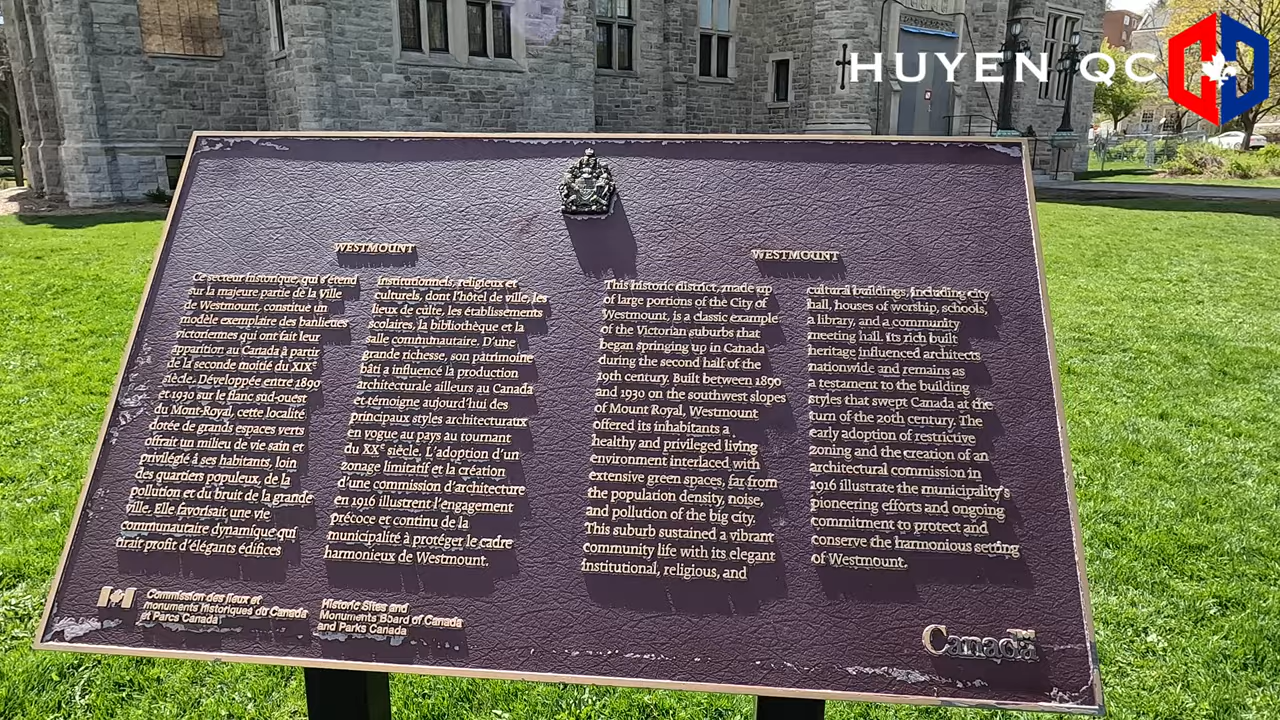 HUYEN QC
WESTMOUNT
Ce secteur historique, qui s'étend
sur la majeure partie de la Ville
de Westmount, constitue un
modèle exemplaire des banlieues
victoriennes qui ont fait leur
apparition au Canada à partir
de la seconde moitié du XIXe
siècle. Développée entre 1890
et 1930 sur le flanc sud-ouest
du Mont-Royal, cette localité
dotée de grands espaces verts
offrait un milieu de vie sain et
privilégié à ses habitants, loin
des quartiers populeux, de la
pollution et du bruit de la grande
ville. Elle favorisait une vie
communautaire dynamique qui
tirait profit d'élégants édifices
institutionnels, religieux et
culturels, dont l'hôtel de ville, les
lieux de culte, les établissements
scolaires, la bibliothèque et la
salle communautaire. D'une
grande richesse, son patrimoine
bâti a influencé la production
architecturale ailleurs au Canada
et témoigne aujourd'hui des
principaux styles architecturaux
en vogue au pays au tournant
du XXe siècle. L'adoption d'un
zonage limitatif et la création
d'une commission d'architecture
en 1916 illustrent l'engagement
précoce et continu de la
municipalité à protéger le cadre
harmonieux de Westmount.
WESTMOUNT
This historic district, made up
of large portions of the City of
Westmount, is a classic example
of the Victorian suburbs that
began springing up in Canada
during the second half of the
19th century. Built between 1890
and 1930 on the southwest slopes
of Mount Royal, Westmount
offered its inhabitants a
healthy and privileged living
environment interlaced with
extensive green spaces, far from
the population density, noise,
and pollution of the big city.
This suburb sustained a vibrant
community life with its elegant
institutional, religious, and
cultural buildings, including city
hall, houses of worship, schools,
a library, and a community
meeting hall. Its rich built
heritage influenced architects
nationwide and remains as
a testament to the building
styles that swept Canada at the
turn of the 20th century. The
early adoption of restrictive
zoning and the creation of an
architectural commission in
1916 illustrate the municipality's
pioneering efforts and ongoing
commitment to protect and
conserve the harmonious setting
of Westmount.
Commission des lieux et
monuments historiques du Canada
et Parcs Canada
Historic Sites and
Monuments Board of Canada
and Parks Canada
Canada